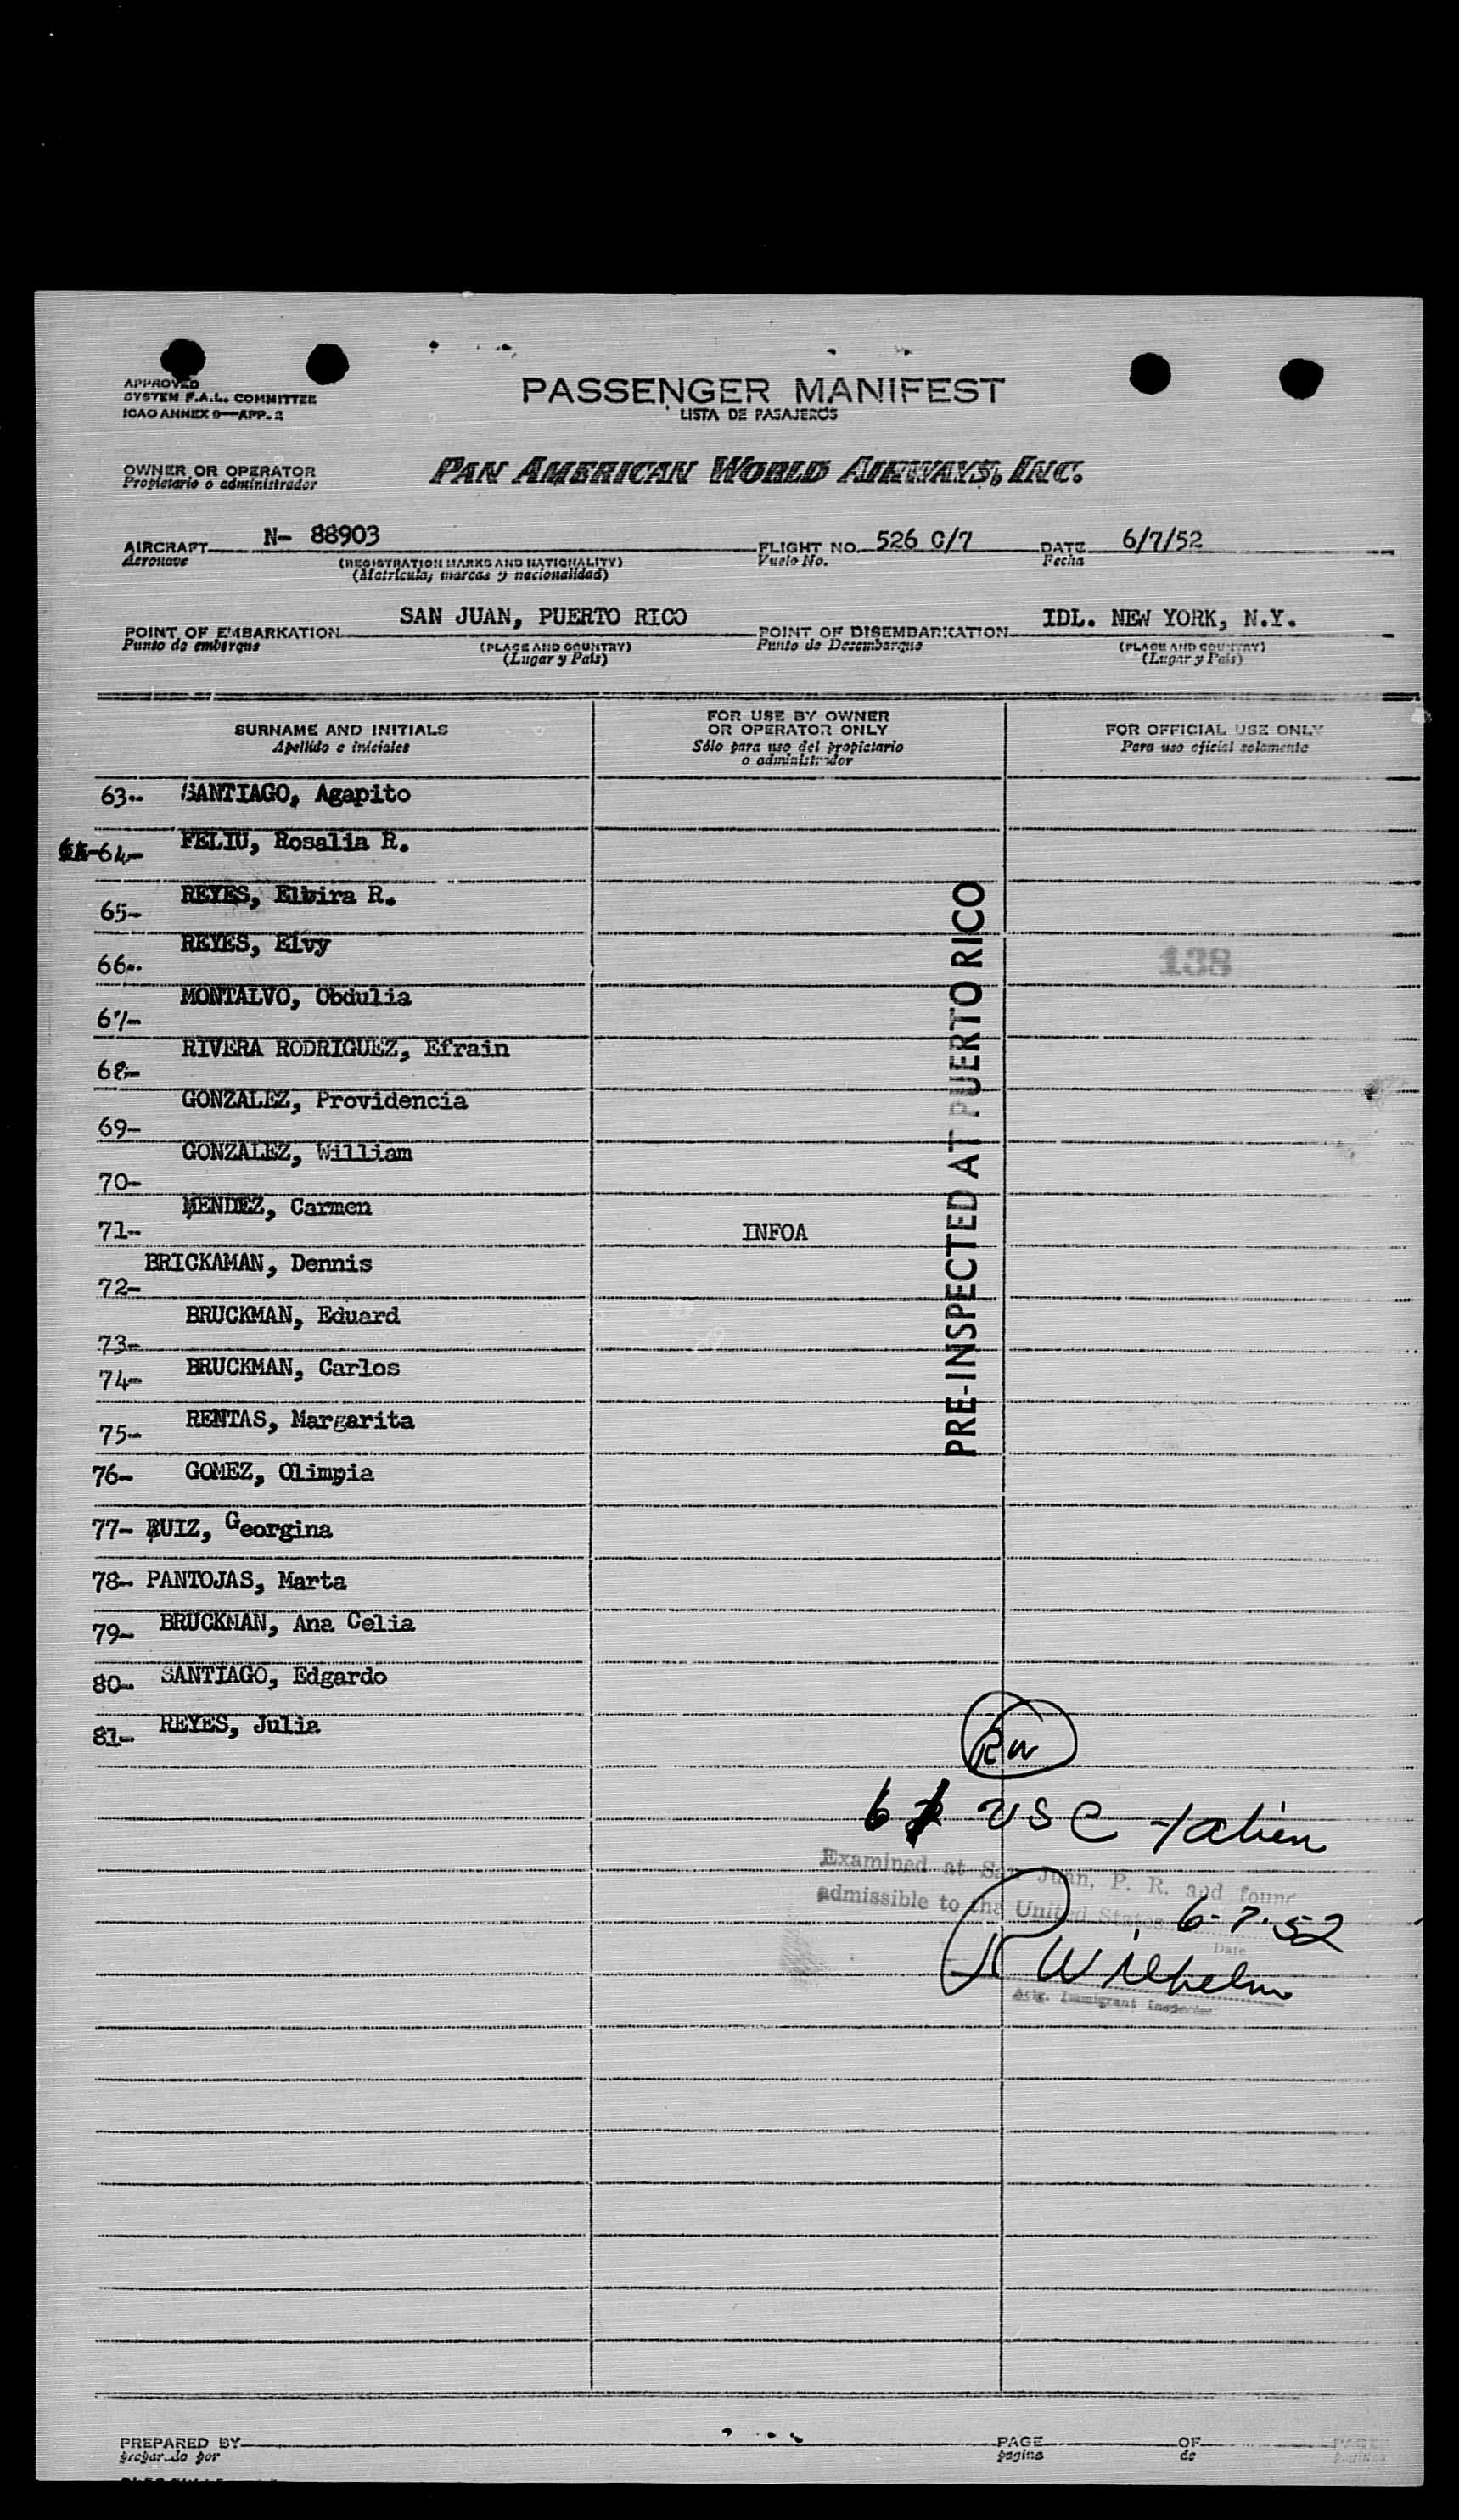 APPROVED
SYSTEM F.A.L. COMMITTEE
ICAO ANNEX 9—APP. 2
PASSENGER MANIFEST
LISTA DE PASAJEROS
OWNER OR OPERATOR
Propietario o administrador
PAN AMERICAN WORLD AIRWAYS, INC.
AIRCRAFT N- 88903 FLIGHT NO. 526 C/7 DATE 6/7/52
Aeronave (REGISTRATION MARKS AND NATIONALITY) Vuelo No. Fecha
(Matrícula, marcas y nacionalidad)
POINT OF EMBARKATION SAN JUAN, PUERTO RICO POINT OF DISEMBARKATION IDL. NEW YORK, N.Y.
Punto de embarque (PLACE AND COUNTRY) Punto de Desembarque (PLACE AND COUNTRY)
(Lugar y País) (Lugar y País)
SURNAME AND INITIALS
Apellido e iniciales
FOR USE BY OWNER
OR OPERATOR ONLY
Sólo para uso del propietario
o administrador
FOR OFFICIAL USE ONLY
Para uso oficial solamente
63-- SANTIAGO, Agapito
64- FELIU, Rosalia R.
65- REYES, Elvira R.
66-- REYES, Elvy
67- MONTALVO, Obdulia
68- RIVERA RODRIGUEZ, Efrain
69- GONZALEZ, Providencia
70- GONZALEZ, William
71- MENDEZ, Carmen INFOA
72- BRICKAMAN, Dennis
73- BRUCKMAN, Eduard
74- BRUCKMAN, Carlos
75- RENTAS, Margarita
76- GOMEZ, Olimpia
77- RUIZ, Georgina
78- PANTOJAS, Marta
79- BRUCKMAN, Ana Celia
80- SANTIAGO, Edgardo
81- REYES, Julia
PRE-INSPECTED AT PUERTO RICO
138
RW
USC alien
Examined at San Juan, P. R. and found
admissible to the United States 6-7-52
Date
R Wilhelm
Actg. Immigrant Inspector
PREPARED BY PAGE OF PAGES
preparado por página de páginas